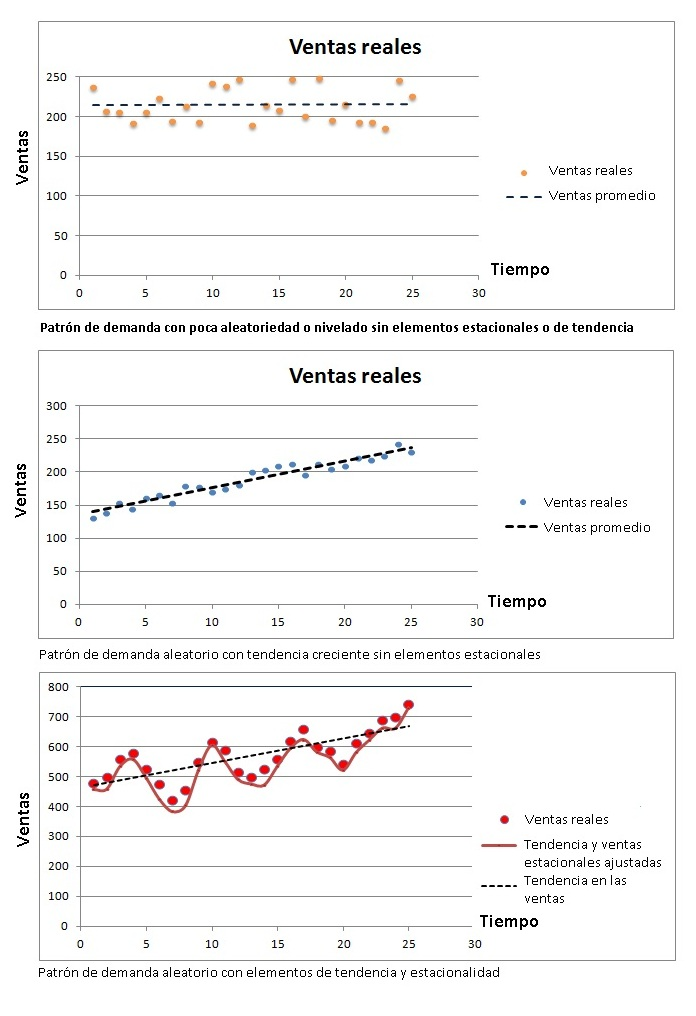 Ventas reales
250
200
150
100
50
0
0 5 10 15 20 25 30
Ventas
Tiempo
Ventas reales
Ventas promedio
Patrón de demanda con poca aleatoriedad o nivelado sin elementos estacionales o de tendencia
Ventas reales
300
250
200
150
100
50
0
0 5 10 15 20 25 30
Ventas
Tiempo
Ventas reales
Ventas promedio
Patrón de demanda aleatorio con tendencia creciente sin elementos estacionales
800
700
600
500
400
300
200
100
0
0 5 10 15 20 25 30
Ventas
Tiempo
Ventas reales
Tendencia y ventas
estacionales ajustadas
Tendencia en las
ventas
Patrón de demanda aleatorio con elementos de tendencia y estacionalidad